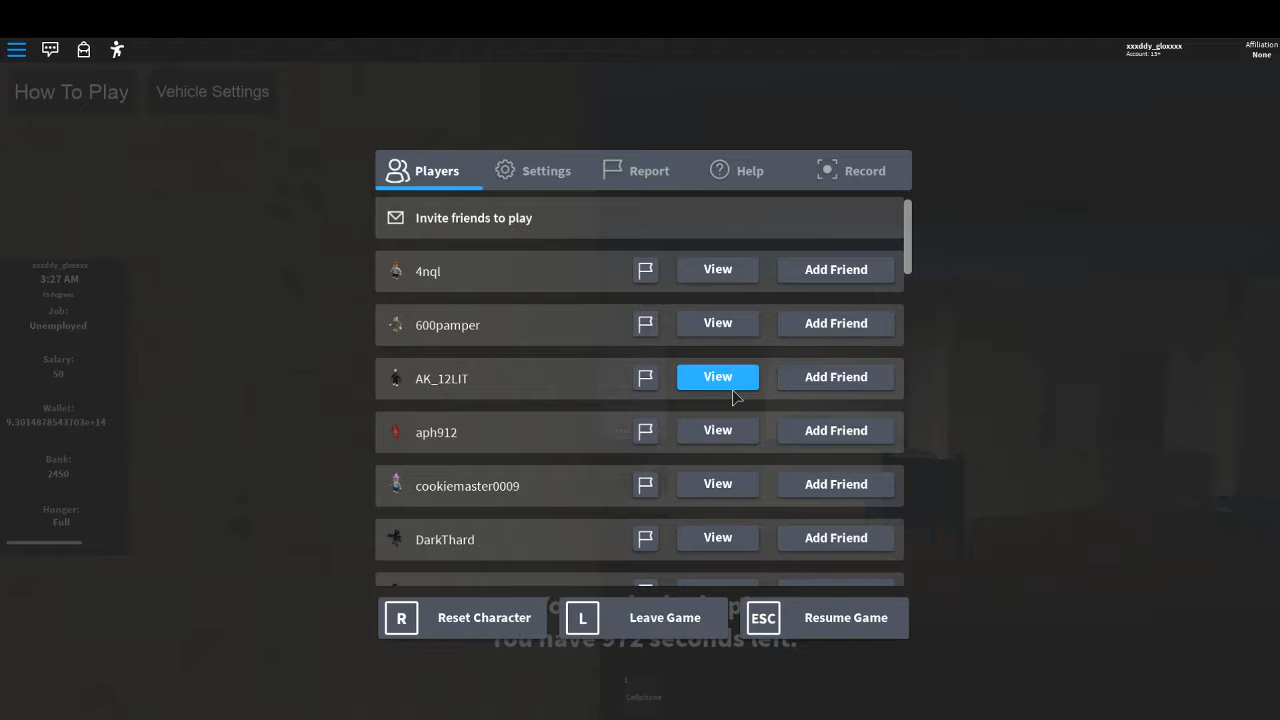 xxxddy_gloxxxx
Account: 13+
Affiliation
None
How To Play
Vehicle Settings
Players
Settings
Report
Help
Record
Invite friends to play
4nql
View
Add Friend
600pamper
View
Add Friend
AK_12LIT
View
Add Friend
aph912
View
Add Friend
cookiemaster0009
View
Add Friend
DarkThard
View
Add Friend
xxxddy_gloxxxx
3:27 AM
Job:
Unemployed
Salary:
50
Wallet:
9.3014878543703e+14
Bank:
2450
Hunger:
Full
R Reset Character
L Leave Game
ESC Resume Game
You have 972 seconds left.
1
Cellphone